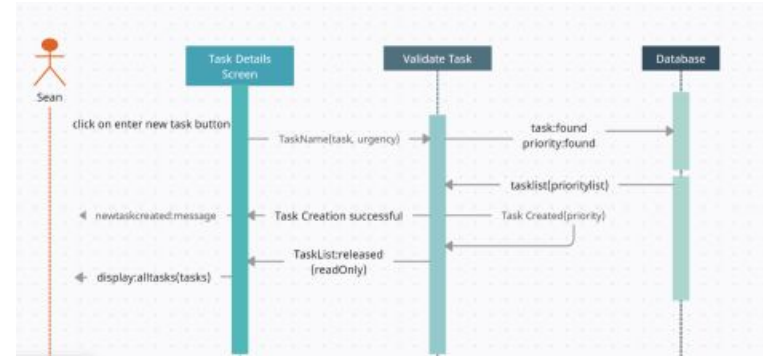 Task Details
Screen
Validate Task
Database
Sean
click on enter new task button
TaskName(task, urgency)
task:found
priority:found
tasklist(prioritylist)
newtaskcreated:message
Task Creation successful
Task Created(priority)
TaskList:released
(readOnly)
display:alltasks(tasks)